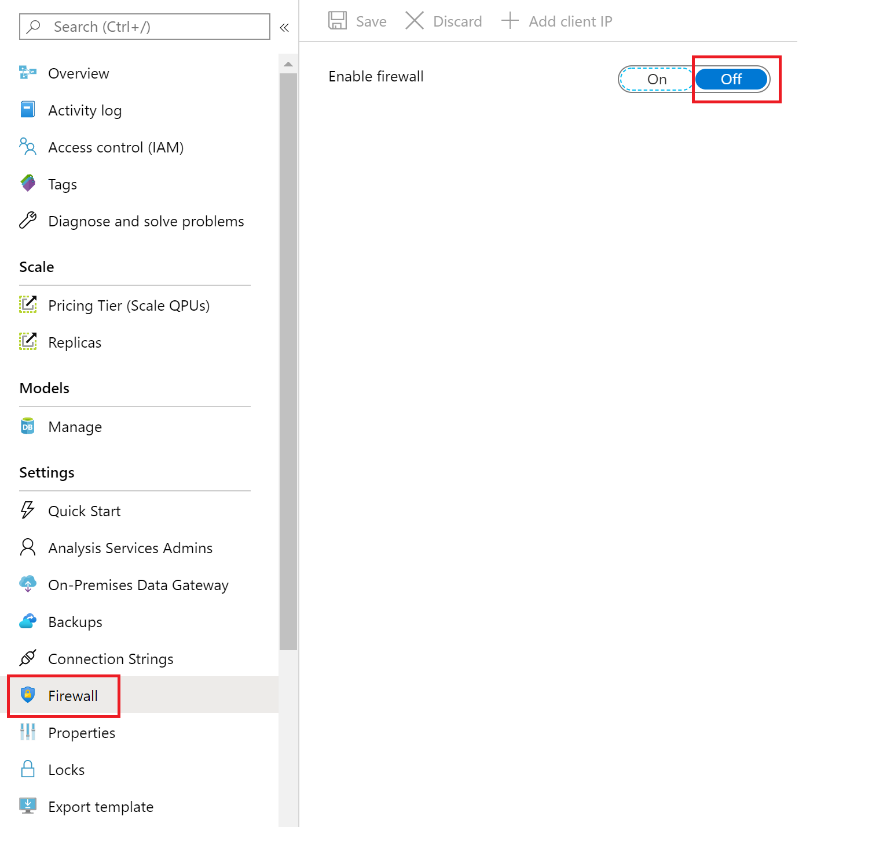 Search (Ctrl+/)
«
Save
Discard
Add client IP
Overview
Activity log
Access control (IAM)
Tags
Diagnose and solve problems
Scale
Pricing Tier (Scale QPUs)
Replicas
Models
Manage
Settings
Quick Start
Analysis Services Admins
On-Premises Data Gateway
Backups
Connection Strings
Firewall
Properties
Locks
Export template
Enable firewall
On
Off